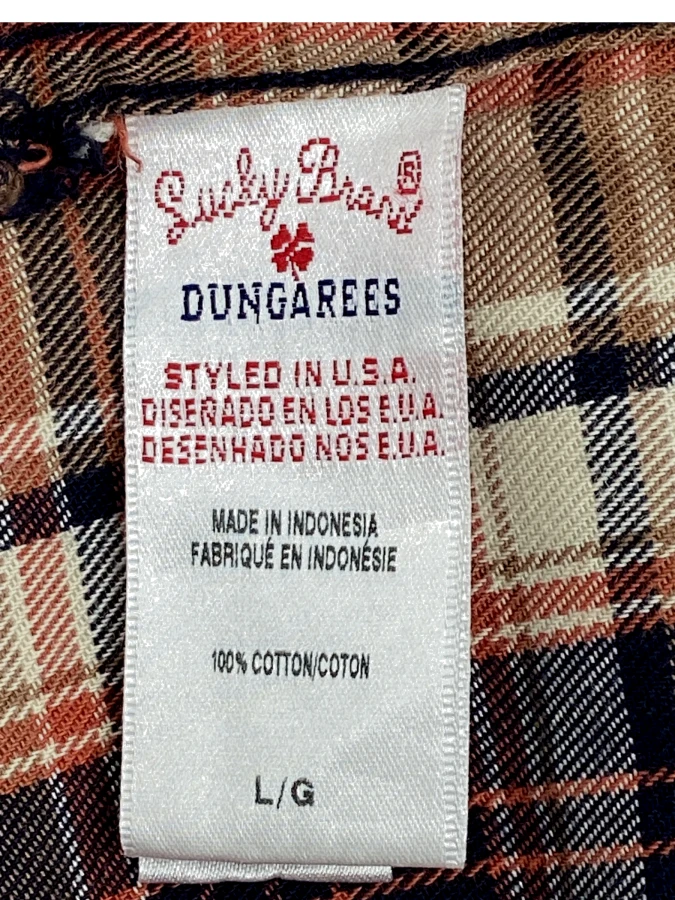 Lucky Brand®
DUNGAREES
STYLED IN U.S.A.
DISEÑADO EN LOS E.U.A.
DESENHADO NOS E.U.A.
MADE IN INDONESIA
FABRIQUÉ EN INDONÉSIE
100% COTTON/COTON
L/G